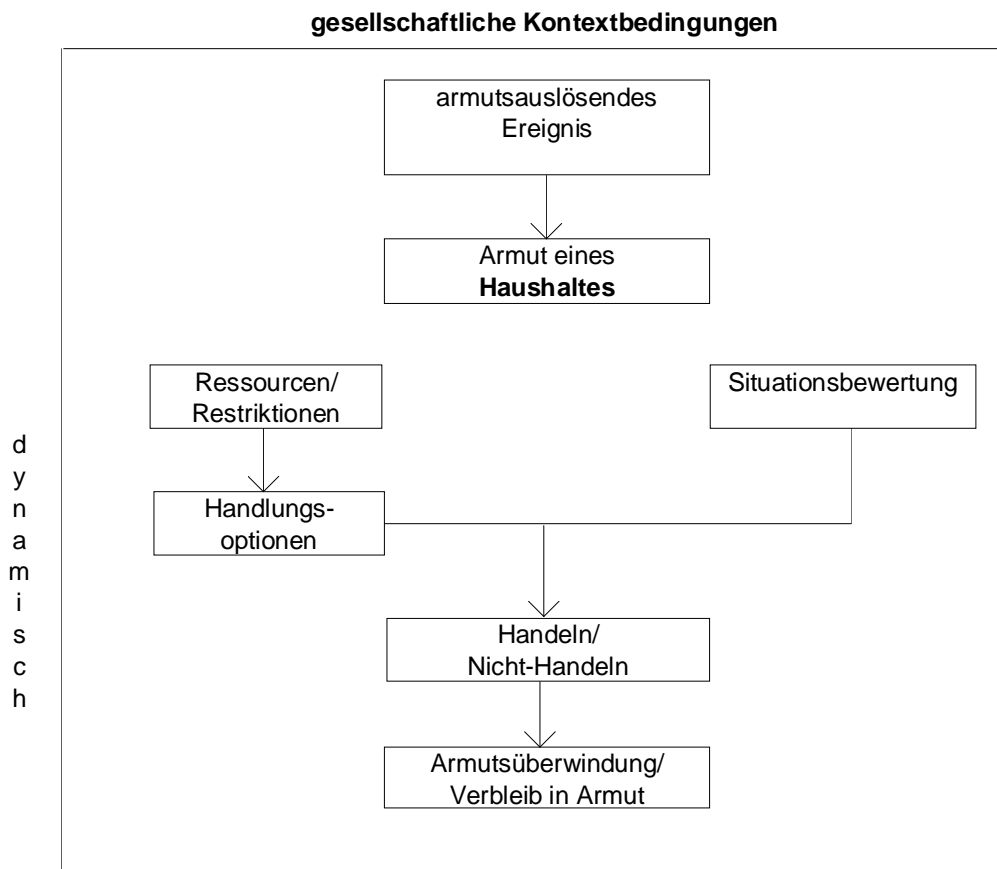 gesellschaftliche Kontextbedingungen
armutsauslösendes
Ereignis
Armut eines
Haushaltes
Ressourcen/
Restriktionen
Situationsbewertung
dynamisch
Handlungs-
optionen
Handeln/
Nicht-Handeln
Armutsüberwindung/
Verbleib in Armut